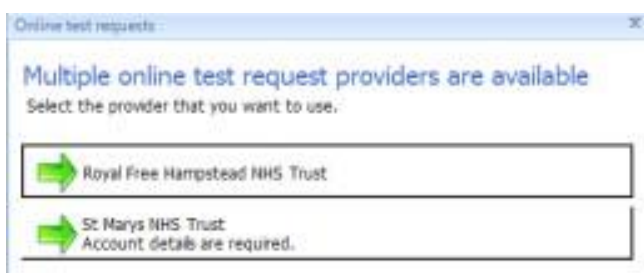 Online test requests
Multiple online test request providers are available
Select the provider that you want to use.
Royal Free Hampstead NHS Trust
St Marys NHS Trust
Account details are required.